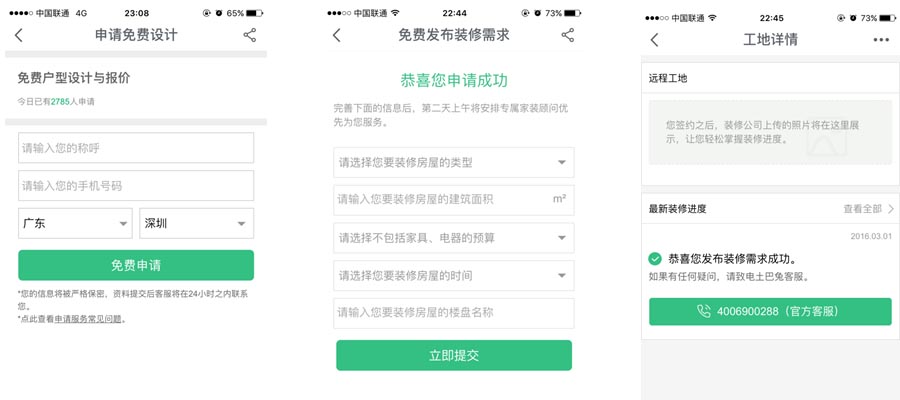 中国联通 4G 23:08 65%
申请免费设计
免费户型设计与报价
今日已有2785人申请
请输入您的称呼
请输入您的手机号码
广东 深圳
免费申请
*您的信息将被严格保密，资料提交后客服将在24小时之内联系
您。
*点此查看申请服务常见问题。
中国联通 22:44 73%
免费发布装修需求
恭喜您申请成功
完善下面的信息后，第二天上午将安排专属家装顾问优
先为您服务。
请选择您要装修房屋的类型
请输入您要装修房屋的建筑面积 m²
请选择不包括家具、电器的预算
请选择您要装修房屋的时间
请输入您要装修房屋的楼盘名称
立即提交
中国联通 22:45 73%
工地详情
远程工地
您签约之后，装修公司上传的照片将在这里展
示，让您轻松掌握装修进度。
最新装修进度 查看全部
2016.03.01
恭喜您发布装修需求成功。
如果有任何疑问，请致电土巴兔客服。
4006900288（官方客服）